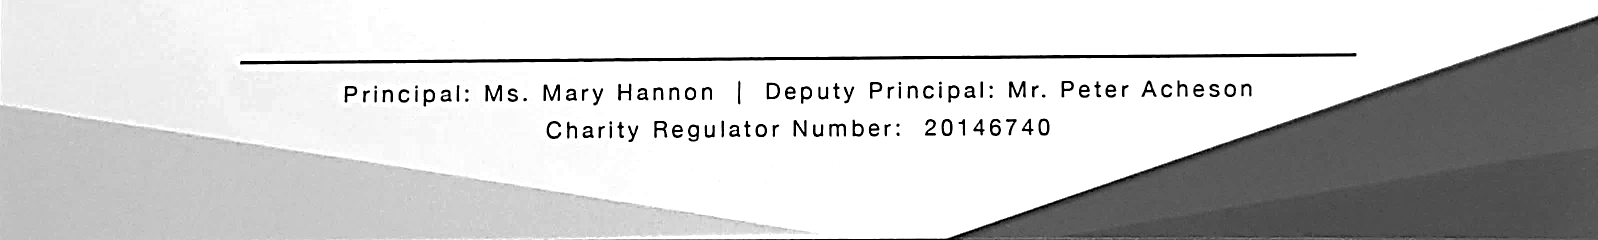 Principal: Ms. Mary Hannon | Deputy Principal: Mr. Peter Acheson
Charity Regulator Number: 20146740